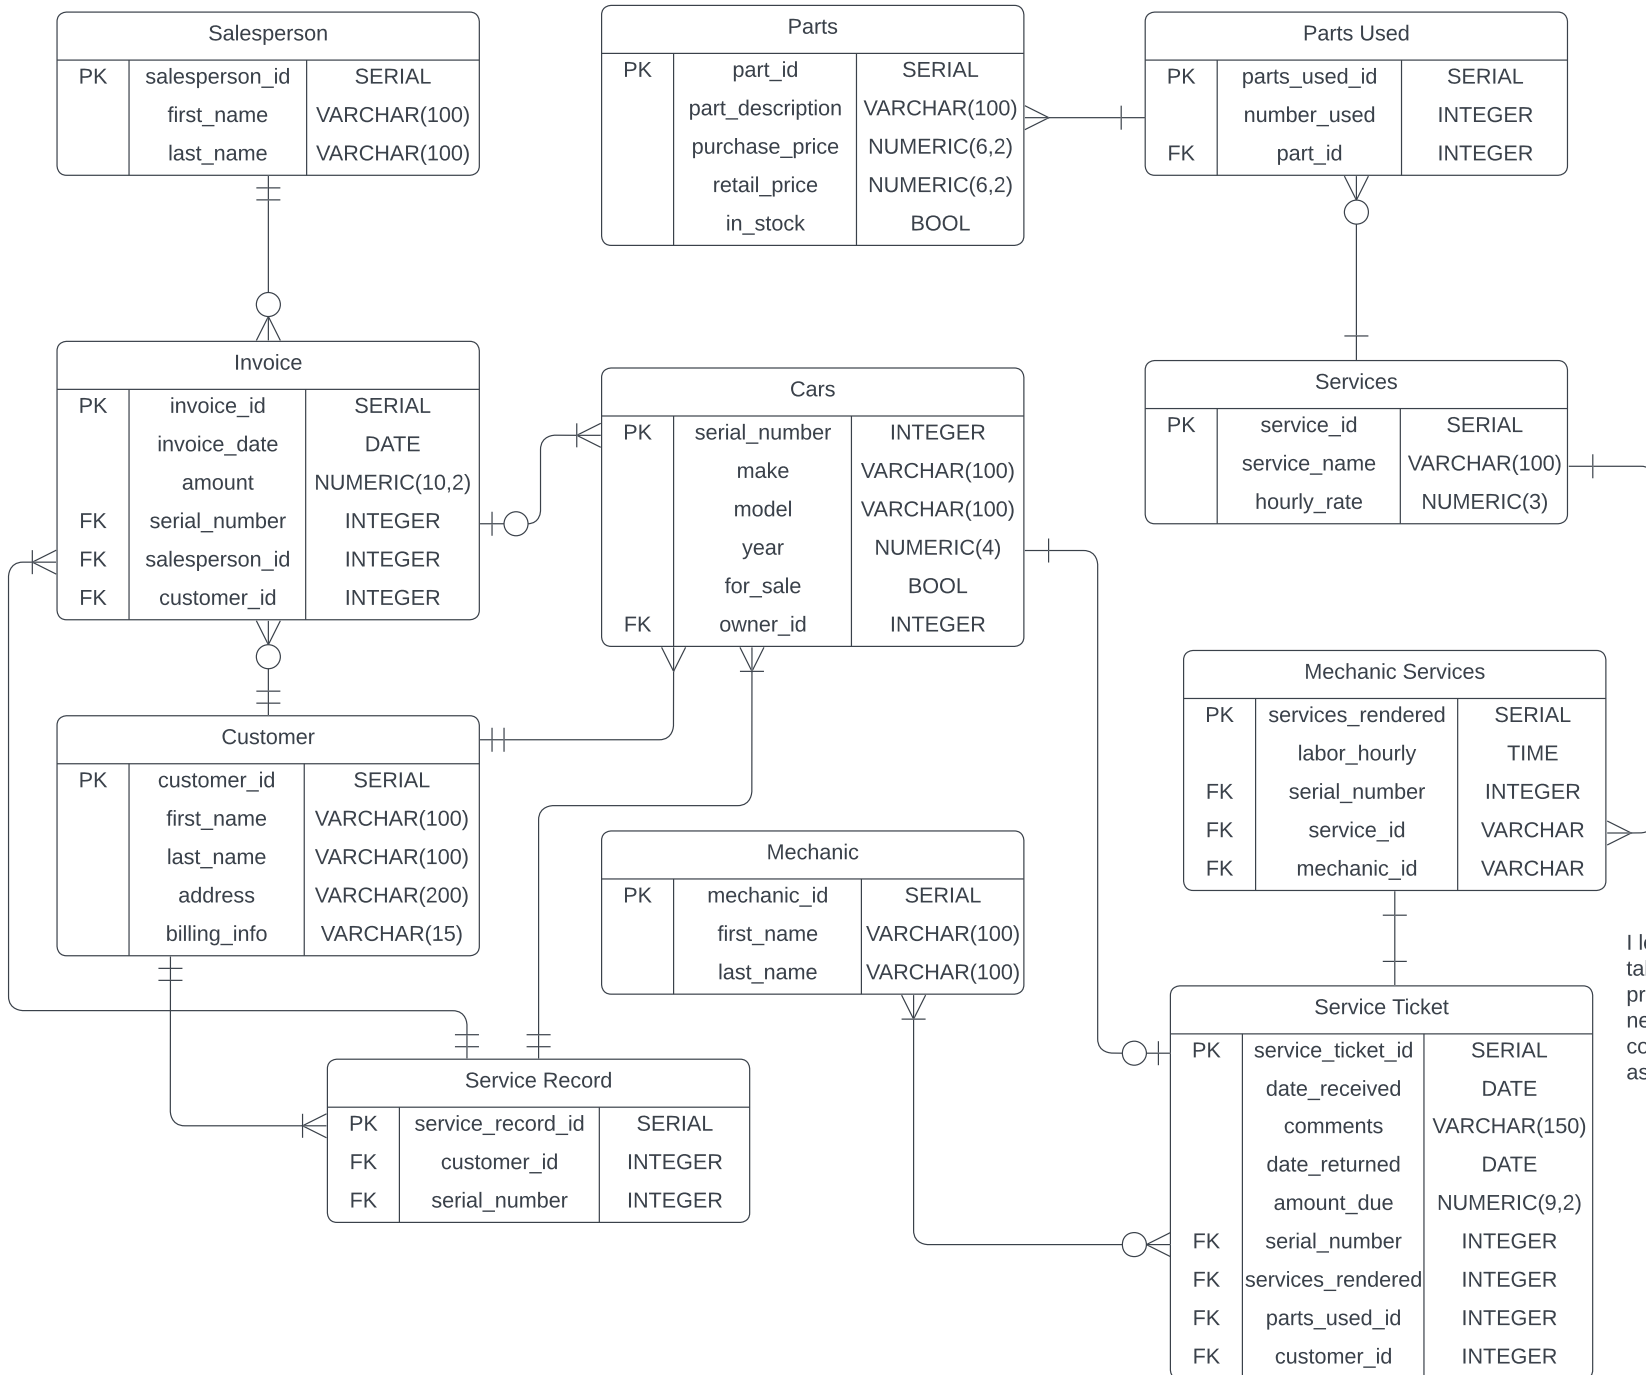 Salesperson
PK salesperson_id SERIAL
first_name VARCHAR(100)
last_name VARCHAR(100)
Parts
PK part_id SERIAL
part_description VARCHAR(100)
purchase_price NUMERIC(6,2)
retail_price NUMERIC(6,2)
in_stock BOOL
Parts Used
PK parts_used_id SERIAL
number_used INTEGER
FK part_id INTEGER
Invoice
PK invoice_id SERIAL
invoice_date DATE
amount NUMERIC(10,2)
FK serial_number INTEGER
FK salesperson_id INTEGER
FK customer_id INTEGER
Cars
PK serial_number INTEGER
make VARCHAR(100)
model VARCHAR(100)
year NUMERIC(4)
for_sale BOOL
FK owner_id INTEGER
Services
PK service_id SERIAL
service_name VARCHAR(100)
hourly_rate NUMERIC(3)
Customer
PK customer_id SERIAL
first_name VARCHAR(100)
last_name VARCHAR(100)
address VARCHAR(200)
billing_info VARCHAR(15)
Mechanic
PK mechanic_id SERIAL
first_name VARCHAR(100)
last_name VARCHAR(100)
Mechanic Services
PK services_rendered SERIAL
labor_hourly TIME
FK serial_number INTEGER
FK service_id VARCHAR
FK mechanic_id VARCHAR
Service Record
PK service_record_id SERIAL
FK customer_id INTEGER
FK serial_number INTEGER
Service Ticket
PK service_ticket_id SERIAL
date_received DATE
comments VARCHAR(150)
date_returned DATE
amount_due NUMERIC(9,2)
FK serial_number INTEGER
FK services_rendered INTEGER
FK parts_used_id INTEGER
FK customer_id INTEGER
I